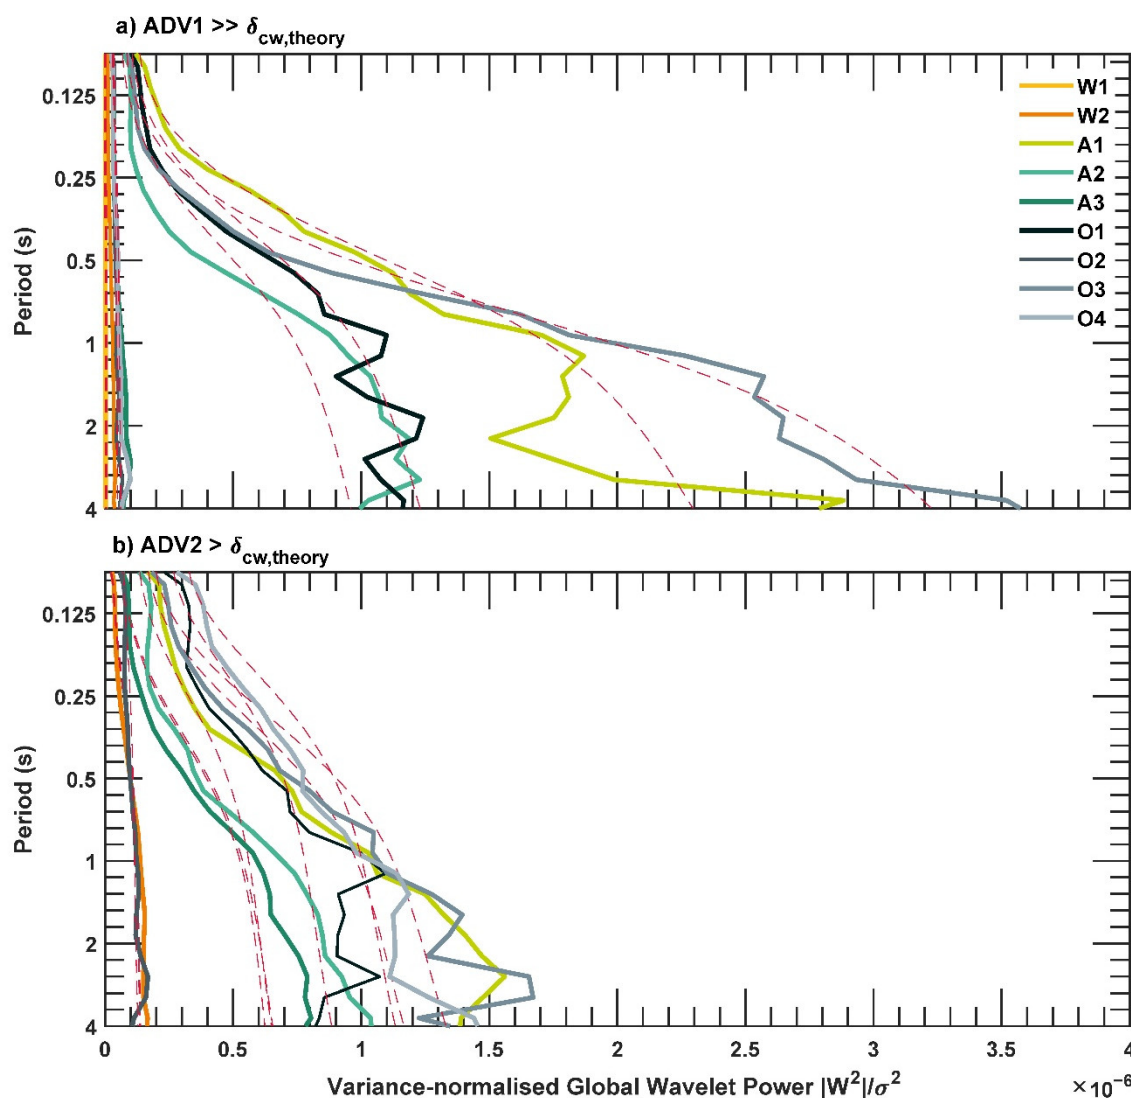 a) ADV1 >> δcw,theory
0.125
0.25
0.5
1
2
4
Period (s)
W1
W2
A1
A2
A3
O1
O2
O3
O4
b) ADV2 > δcw,theory
0.125
0.25
0.5
1
2
4
Period (s)
0 0.5 1 1.5 2 2.5 3 3.5 4
Variance-normalised Global Wavelet Power |W²|/σ²
×10⁻⁶